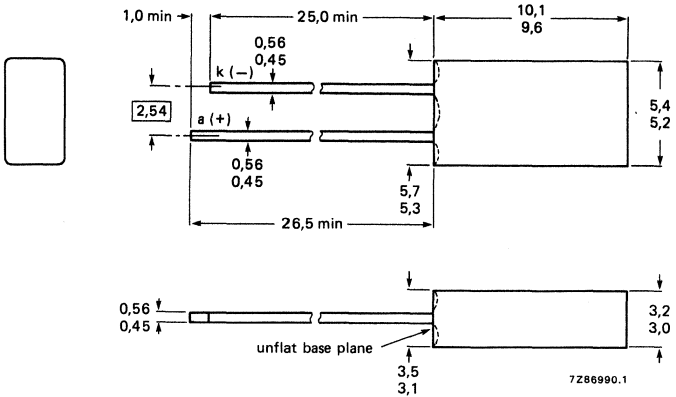 1,0 min
25,0 min
10,1
9,6
0,56
0,45
k (—)
2,54
a (+)
5,4
5,2
0,56
0,45
5,7
5,3
26,5 min
0,56
0,45
3,2
3,0
unflat base plane
3,5
3,1
7Z86990.1